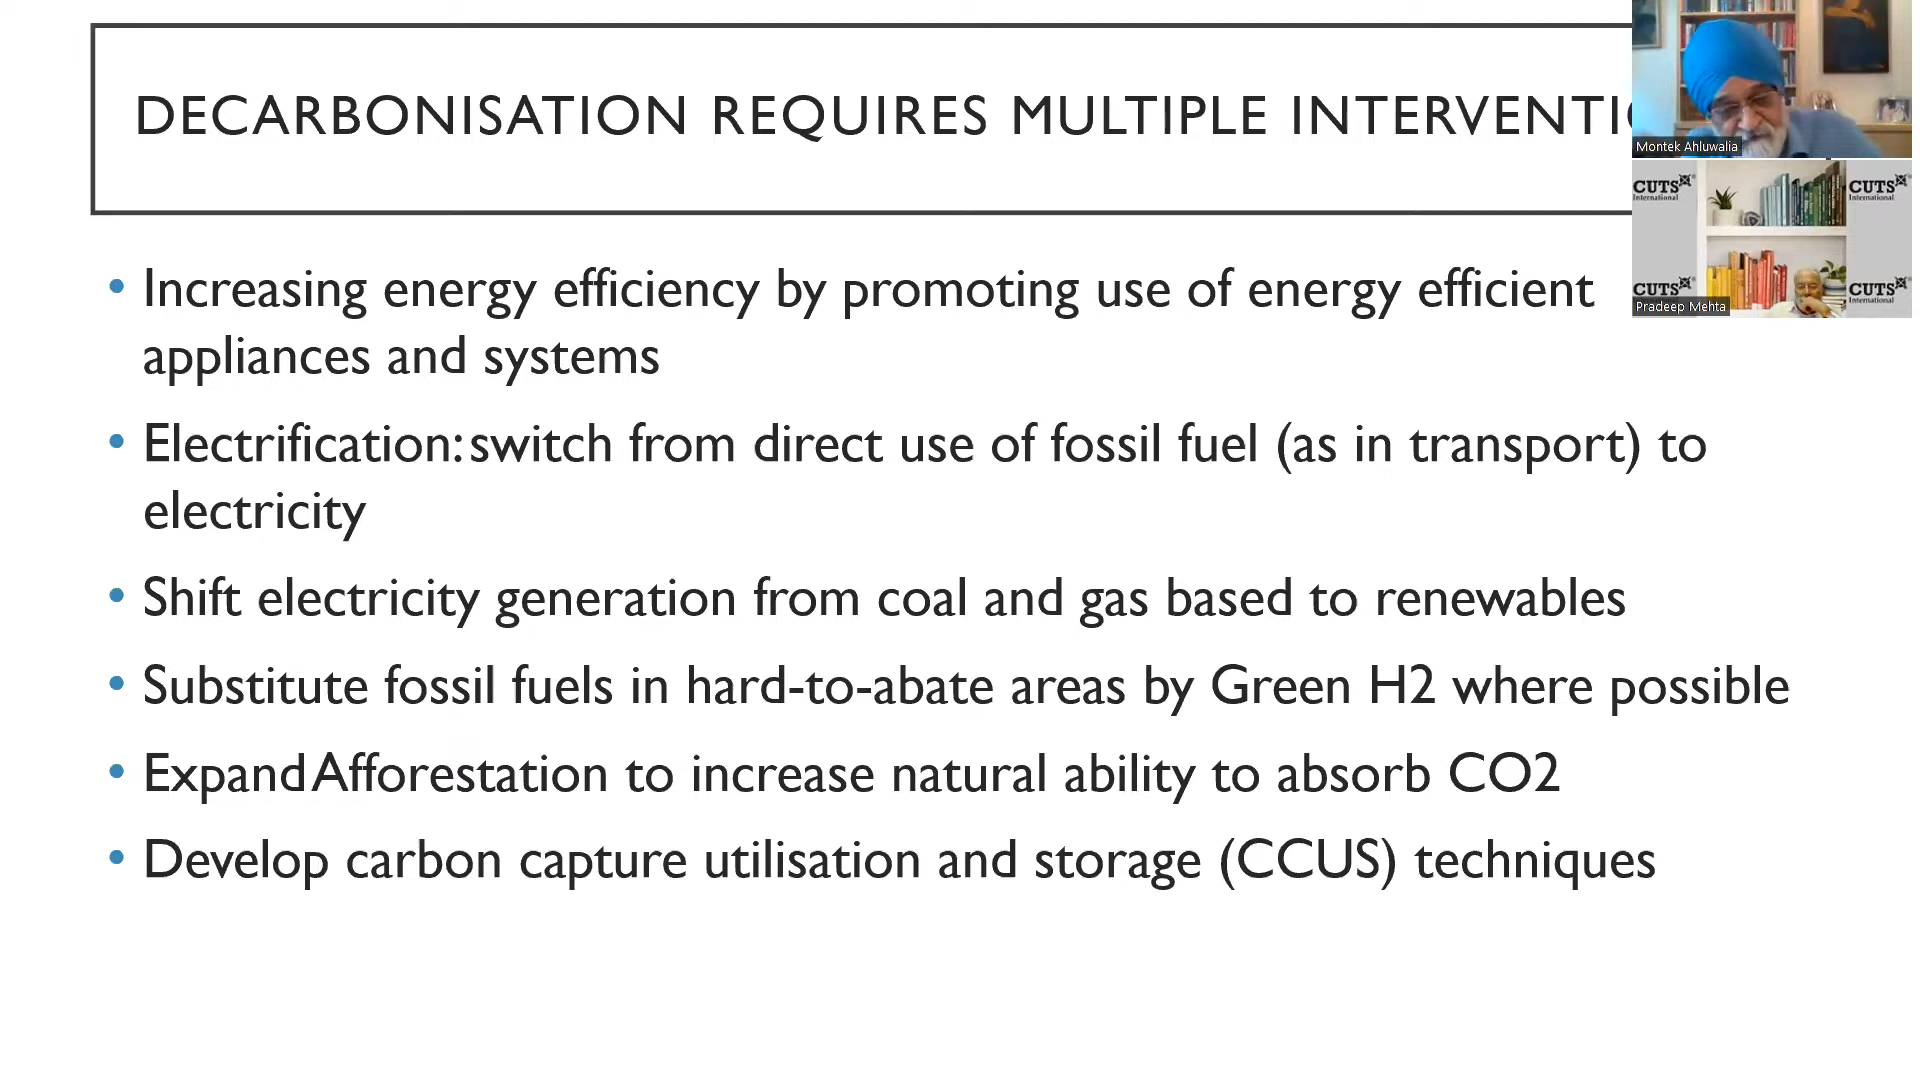 DECARBONISATION REQUIRES MULTIPLE INTERVENTI
Montek Ahluwalia
CUTS
International
CUTS
International
CUTS
CUTS
International
Pradeep Mehta
• Increasing energy efficiency by promoting use of energy efficient
appliances and systems
• Electrification: switch from direct use of fossil fuel (as in transport) to
electricity
• Shift electricity generation from coal and gas based to renewables
• Substitute fossil fuels in hard-to-abate areas by Green H2 where possible
• Expand Afforestation to increase natural ability to absorb CO2
• Develop carbon capture utilisation and storage (CCUS) techniques